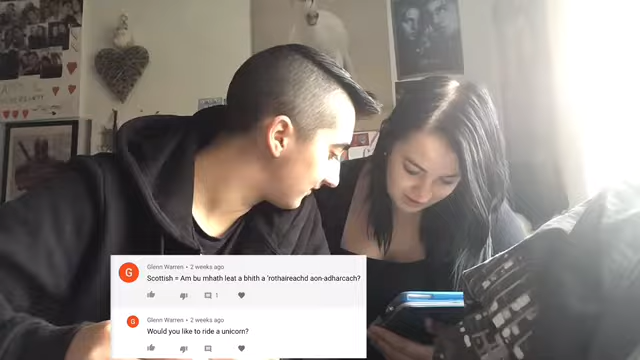 Glenn Warren • 2 weeks ago
Scottish = Am bu mhath leat a bhith a 'rothaireachd aon-adharcach?
1
Glenn Warren • 2 weeks ago
Would you like to ride a unicorn?
G
G